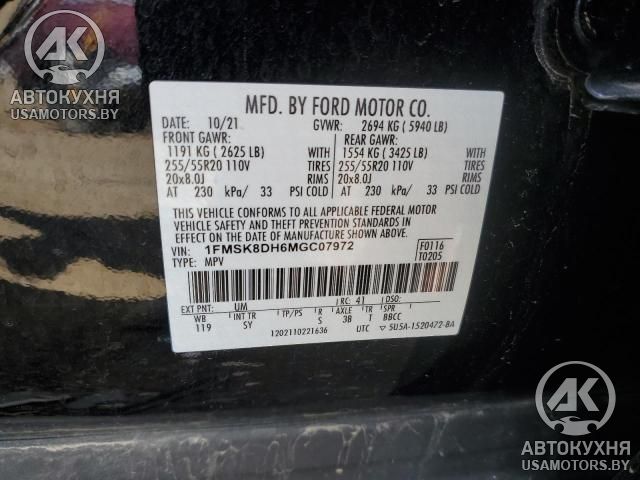 AK
АВТОКУХНЯ
USAMOTORS.BY
MFD. BY FORD MOTOR CO.
DATE: 10/21 GVWR: 2694 KG ( 5940 LB)
FRONT GAWR: REAR GAWR:
1191 KG ( 2625 LB) WITH 1554 KG ( 3425 LB) WITH
255/55R20 110V TIRES 255/55R20 110V TIRES
20x8.0J RIMS 20x8.0J RIMS
AT 230 kPa/ 33 PSI COLD AT 230 kPa/ 33 PSI COLD
THIS VEHICLE CONFORMS TO ALL APPLICABLE FEDERAL MOTOR
VEHICLE SAFETY AND THEFT PREVENTION STANDARDS IN
EFFECT ON THE DATE OF MANUFACTURE SHOWN ABOVE.
VIN: 1FMSK8DH6MGC07972 F0116
TYPE: MPV T0205
EXT PNT: UM RC: 41 DSO:
WB INT TR TP/PS R AXLE TR SPR
119 SY S 3B T BBCC
1202110221636 UTC ▽ 5U5A-1520472-BA
AK
АВТОКУХНЯ
USAMOTORS.BY